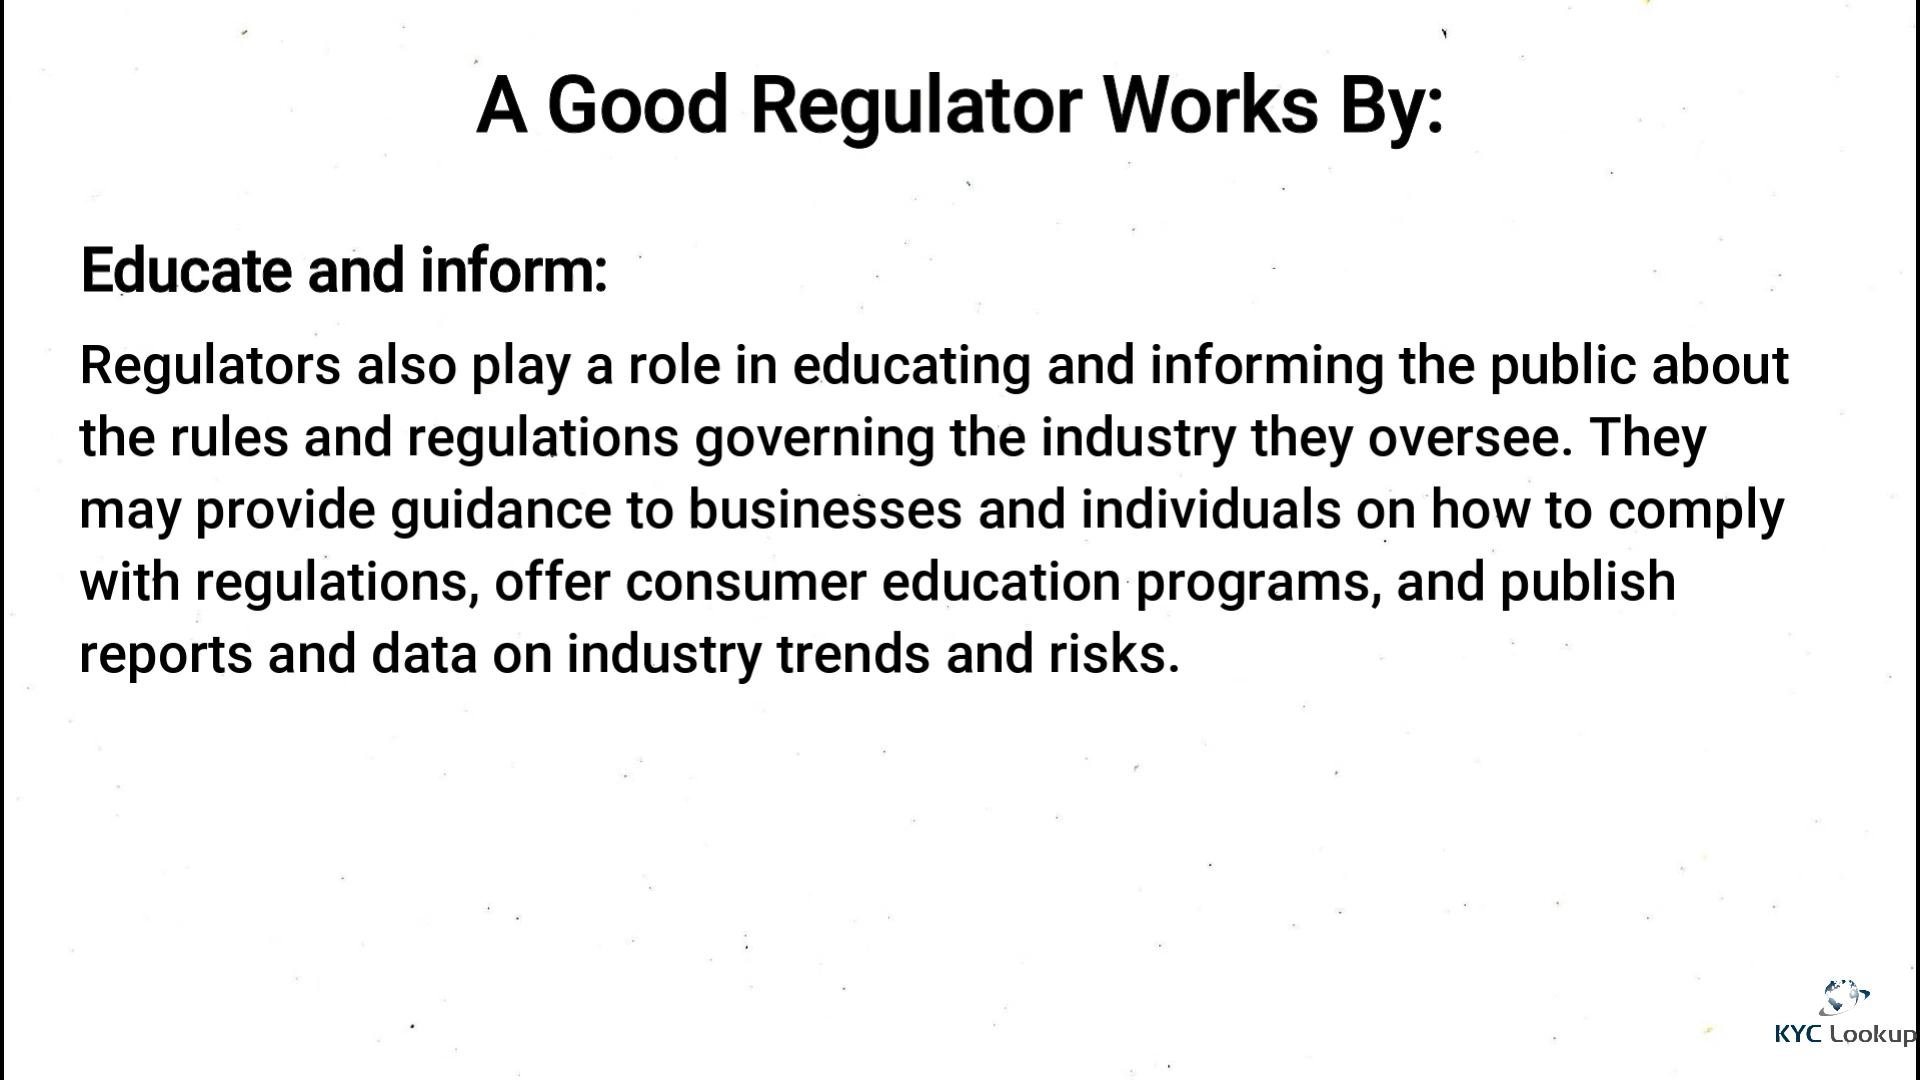 A Good Regulator Works By:
Educate and inform:
Regulators also play a role in educating and informing the public about
the rules and regulations governing the industry they oversee. They
may provide guidance to businesses and individuals on how to comply
with regulations, offer consumer education programs, and publish
reports and data on industry trends and risks.
KYC Lookup